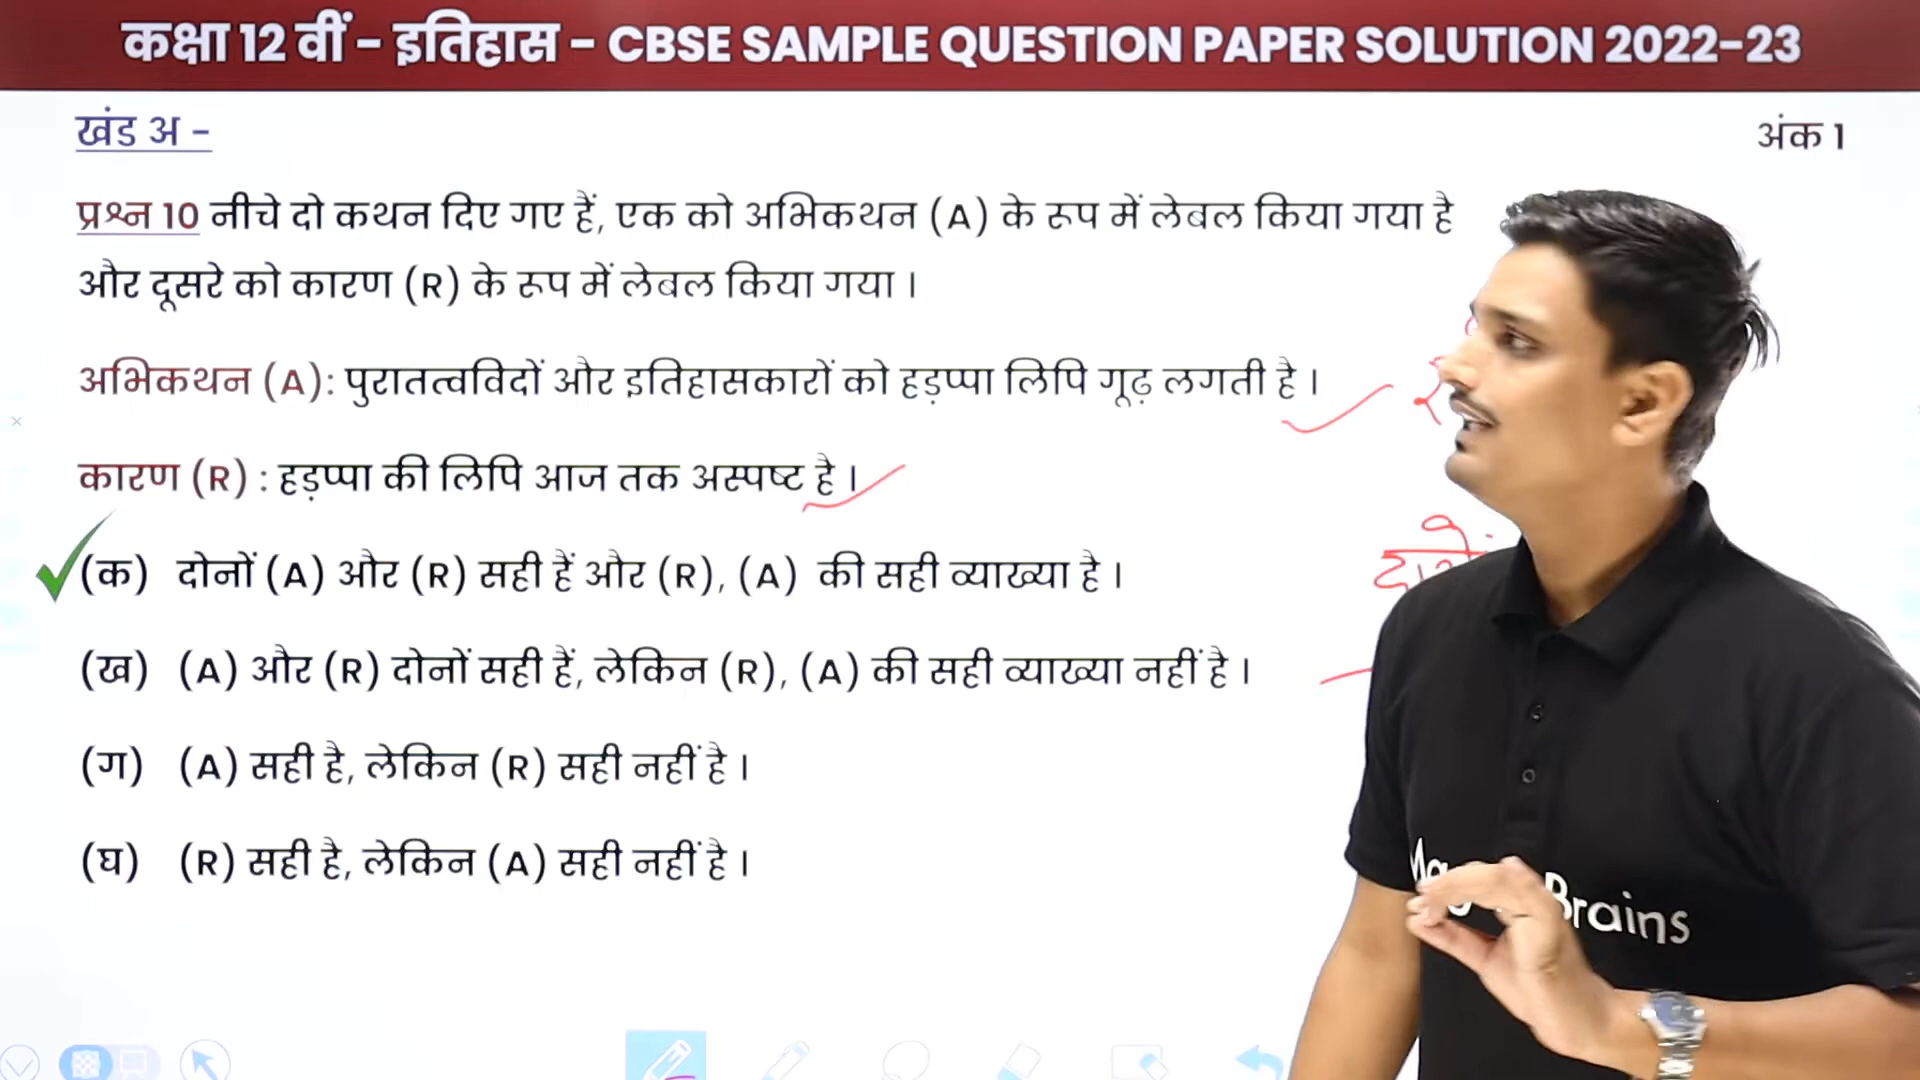 कक्षा 12 वीं - इतिहास - CBSE SAMPLE QUESTION PAPER SOLUTION 2022-23
खंड अ -
अंक 1
प्रश्न 10 नीचे दो कथन दिए गए हैं, एक को अभिकथन (A) के रूप में लेबल किया गया है
और दूसरे को कारण (R) के रूप में लेबल किया गया ।
अभिकथन (A): पुरातत्वविदों और इतिहासकारों को हड़प्पा लिपि गूढ़ लगती है ।
कारण (R) : हड़प्पा की लिपि आज तक अस्पष्ट है ।
(क) दोनों (A) और (R) सही हैं और (R), (A) की सही व्याख्या है ।
(ख) (A) और (R) दोनों सही हैं, लेकिन (R), (A) की सही व्याख्या नहीं है ।
(ग) (A) सही है, लेकिन (R) सही नहीं है ।
(घ) (R) सही है, लेकिन (A) सही नहीं है ।
Brains